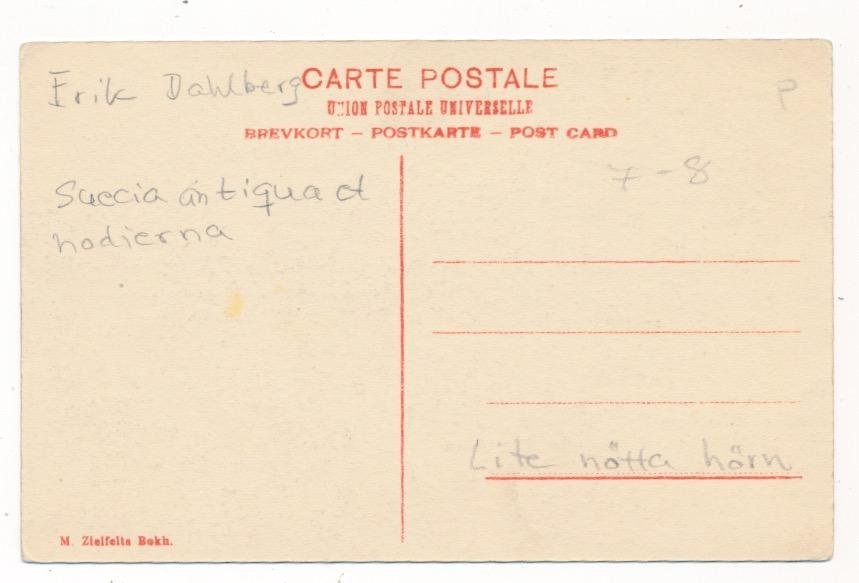 Erik Dahlberg
CARTE POSTALE
UNION POSTALE UNIVERSELLE
BREVKORT – POSTKARTE – POST CARD
P
7-8
Suecia antiqua et
hodierna
Lite nötta hörn
M. Zielfelts Bokh.